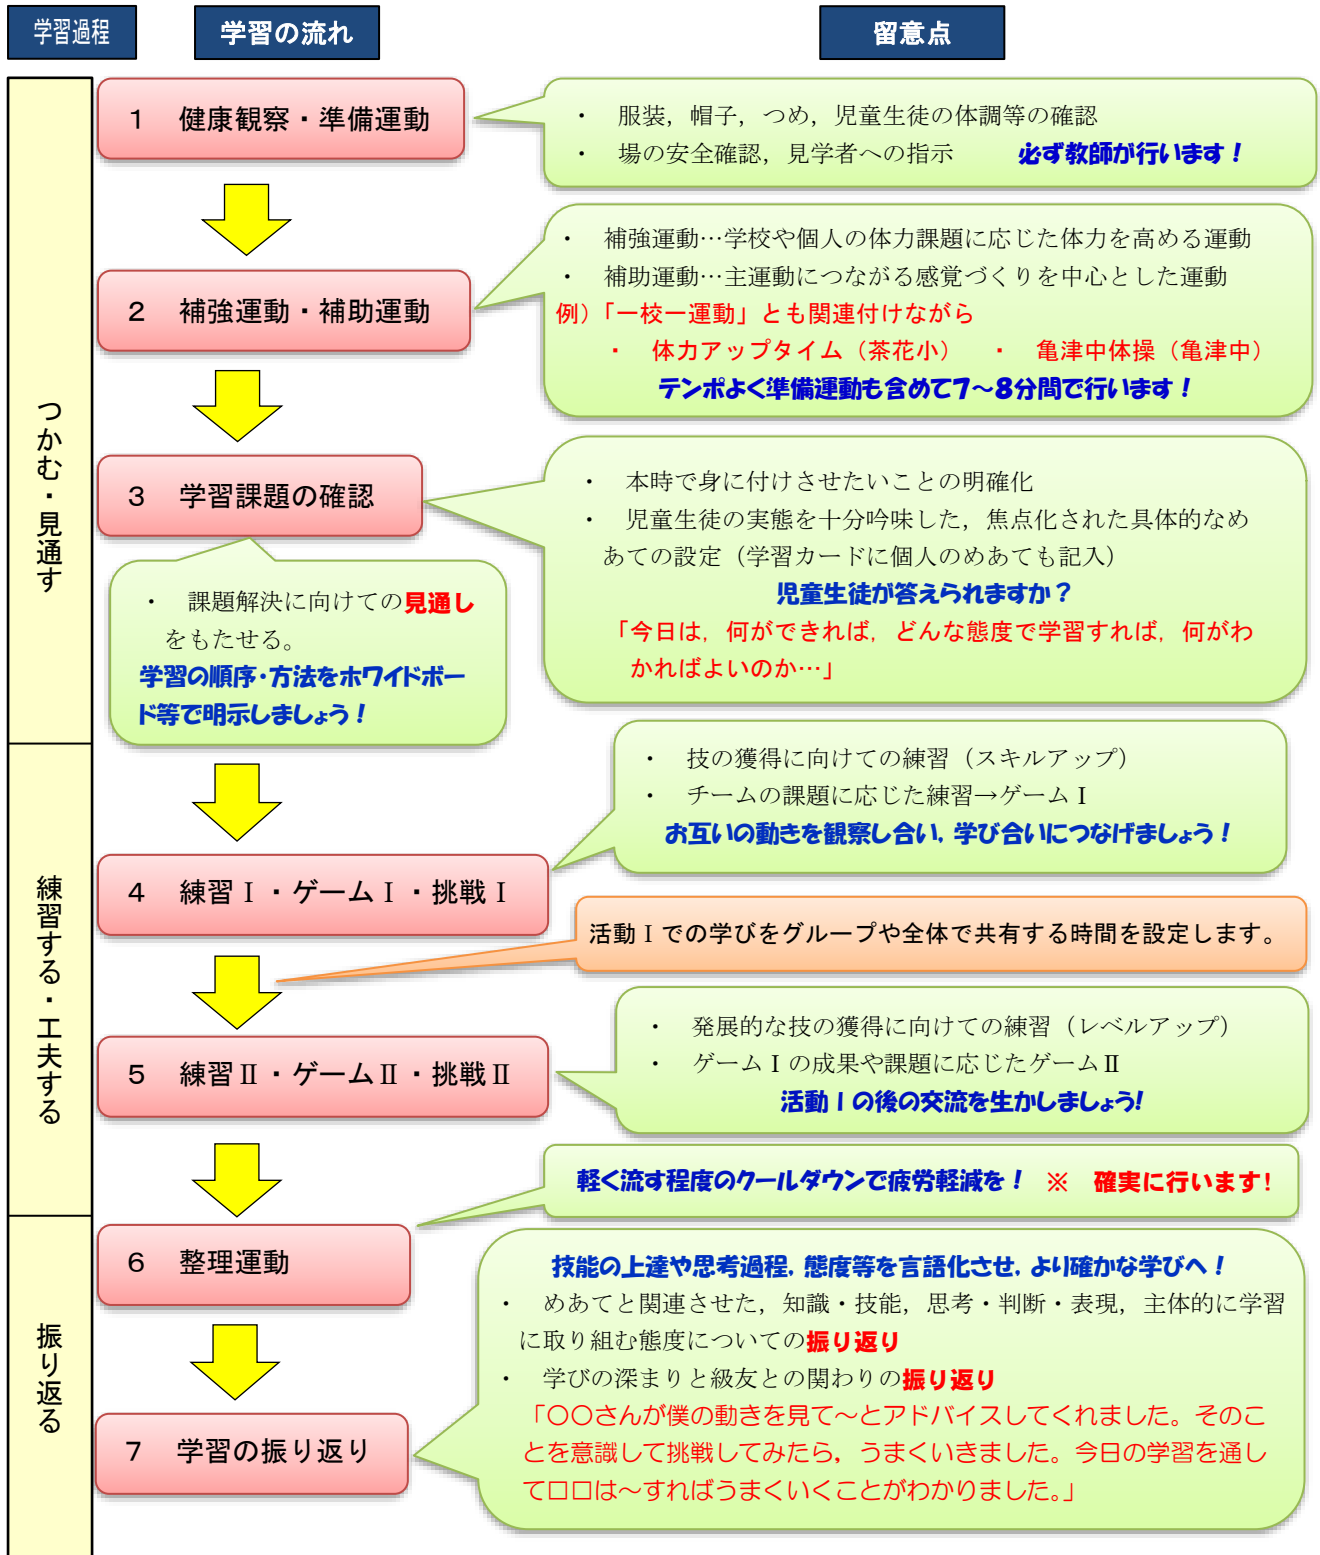 学習過程
学習の流れ
留意点
つかむ・見通す
1 健康観察・準備運動
・ 服装，帽子，つめ，児童生徒の体調等の確認
・ 場の安全確認，見学者への指示 必ず教師が行います！
2 補強運動・補助運動
・ 補強運動…学校や個人の体力課題に応じた体力を高める運動
・ 補助運動…主運動につながる感覚づくりを中心とした運動
例）「一校一運動」とも関連付けながら
・ 体力アップタイム（茶花小） ・ 亀津中体操（亀津中）
テンポよく準備運動も含めて7～8分間で行います！
3 学習課題の確認
・ 本時で身に付けさせたいことの明確化
・ 児童生徒の実態を十分吟味した，焦点化された具体的なめ
あての設定（学習カードに個人のめあても記入）
児童生徒が答えられますか？
「今日は，何ができれば，どんな態度で学習すれば，何がわ
かればよいのか…」
・ 課題解決に向けての見通し
をもたせる。
学習の順序・方法をホワイドボー
ド等で明示しましょう！
練習する・工夫する
・ 技の獲得に向けての練習（スキルアップ）
・ チームの課題に応じた練習→ゲームⅠ
お互いの動きを観察し合い，学び合いにつなげましょう！
4 練習Ⅰ・ゲームⅠ・挑戦Ⅰ
活動Ⅰでの学びをグループや全体で共有する時間を設定します。
5 練習Ⅱ・ゲームⅡ・挑戦Ⅱ
・ 発展的な技の獲得に向けての練習（レベルアップ）
・ ゲームⅠの成果や課題に応じたゲームⅡ
活動Ⅰの後の交流を生かしましょう！
軽く流す程度のクールダウンで疲労軽減を！ ※ 確実に行います！
振り返る
6 整理運動
技能の上達や思考過程，態度等を言語化させ，より確かな学びへ！
・ めあてと関連させた，知識・技能，思考・判断・表現，主体的に学習
に取り組む態度についての振り返り
・ 学びの深まりと級友との関わりの振り返り
「〇〇さんが僕の動きを見て～とアドバイスしてくれました。そのこ
とを意識して挑戦してみたら，うまくいきました。今日の学習を通し
て□□は～すればうまくいくことがわかりました。」
7 学習の振り返り